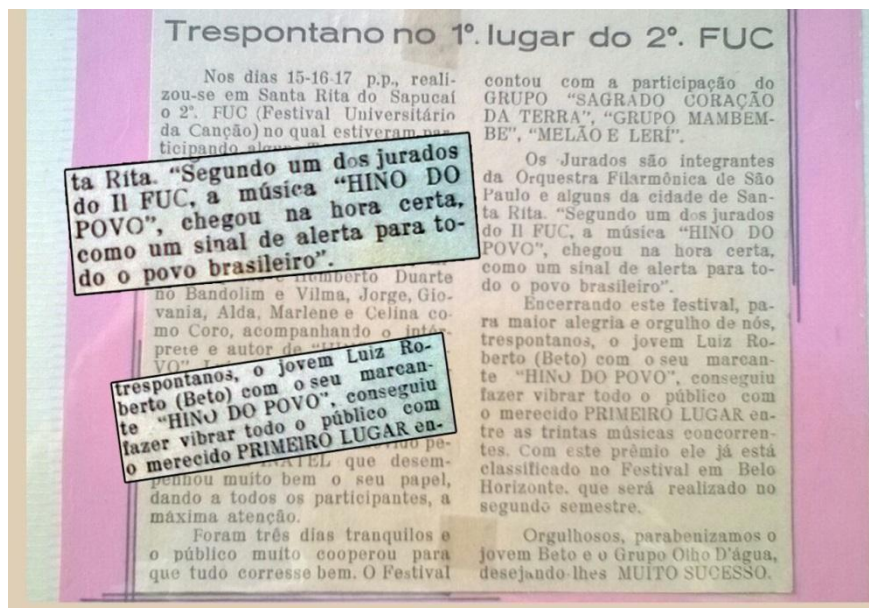 Trespontano no 1º. lugar do 2º. FUC
Nos dias 15-16-17 p.p., reali-
zou-se em Santa Rita do Sapucaí
o 2º. FUC (Festival Universitário
da Canção) no qual estiveram par-
ticipando
ta Rita. “Segundo um dos jurados
do II FUC, a música “HINO DO
POVO”, chegou na hora certa,
como um sinal de alerta para to-
do o povo brasileiro”.
Humberto Duarte
no Bandolim e Vilma, Jorge, Gio-
vania, Alda, Marlene e Celina co-
mo Coro, acompanhando o intér-
prete e autor de
trespontanos, o jovem Luiz Ro-
berto (Beto) com o seu marcan-
te “HINO DO POVO”, conseguiu
fazer vibrar todo o público com
o merecido PRIMEIRO LUGAR en-
que desem-
penhou muito bem o seu papel,
dando a todos os participantes, a
máxima atenção.
Foram três dias tranquilos e
o público muito cooperou para
que tudo corresse bem. O Festival
contou com a participação do
GRUPO “SAGRADO CORAÇÃO
DA TERRA”, “GRUPO MAMBEM-
BE”, “MELÃO E LERÍ”.
Os Jurados são integrantes
da Orquestra Filarmônica de São
Paulo e alguns da cidade de San-
ta Rita. “Segundo um dos jurados
do II FUC, a música “HINO DO
POVO”, chegou na hora certa,
como um sinal de alerta para to-
do o povo brasileiro”.
Encerrando este festival, pa-
ra maior alegria e orgulho de nós,
trespontanos, o jovem Luiz Ro-
berto (Beto) com o seu marcan-
te “HINO DO POVO”, conseguiu
fazer vibrar todo o público com
o merecido PRIMEIRO LUGAR en-
tre as trintas músicas concorren-
tes. Com este prêmio ele já está
classificado no Festival em Belo
Horizonte. que será realizado no
segundo semestre.
Orgulhosos, parabenizamos o
jovem Beto e o Grupo Olho D'água,
desejando-lhes MUITO SUCESSO.